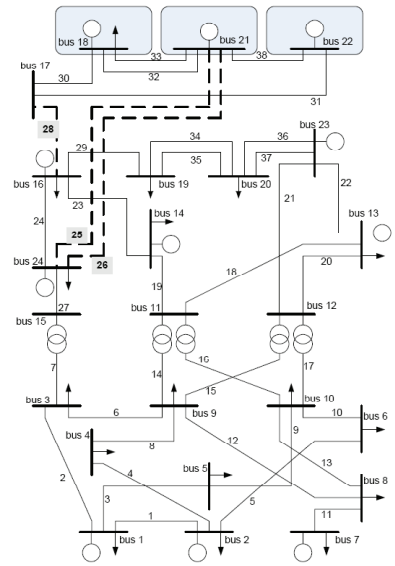 bus 18
bus 21
bus 22
33
32
38
bus 17
30
31
28
bus 23
34
36
29
35
37
bus 16
bus 19
bus 20
23
21
22
bus 14
bus 13
24
25
bus 24
26
18
20
19
27
bus 15
bus 11
bus 12
16
7
14
17
15
bus 3
bus 9
bus 10
6
10
bus 6
bus 4
8
12
9
13
2
4
bus 5
bus 8
3
5
1
11
bus 1
bus 2
bus 7